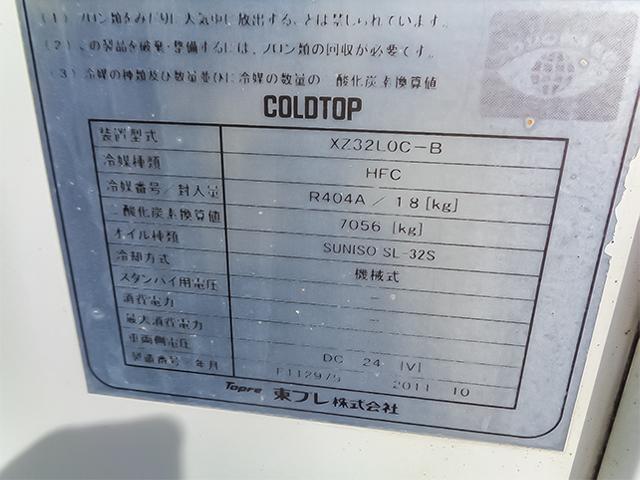 (1) フロン類をみだりに大気中に放出することは禁じられています。
(2) この製品を破棄・整備するには、フロン類の回収が必要です。
(3) 冷媒の種類及び数量並びに冷媒の数量の二酸化炭素換算値
COLDTOP
装置型式 XZ32L0C-B
冷媒種類 HFC
冷媒番号/封入量 R404A / 1.8 [kg]
二酸化炭素換算値 7056 [kg]
オイル種類 SUNISO SL-32S
冷却方式 機械式
スタンバイ用電圧 -
消費電力 -
最大消費電力 -
車両側電圧 DC 24 [V]
製造番号・年月 F112975 2011 10
Topre 東プレ株式会社